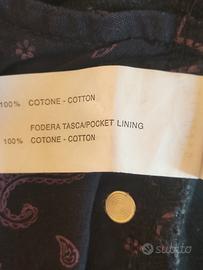 100% COTONE - COTTON
FODERA TASCA/POCKET LINING
100% COTONE - COTTON
subito